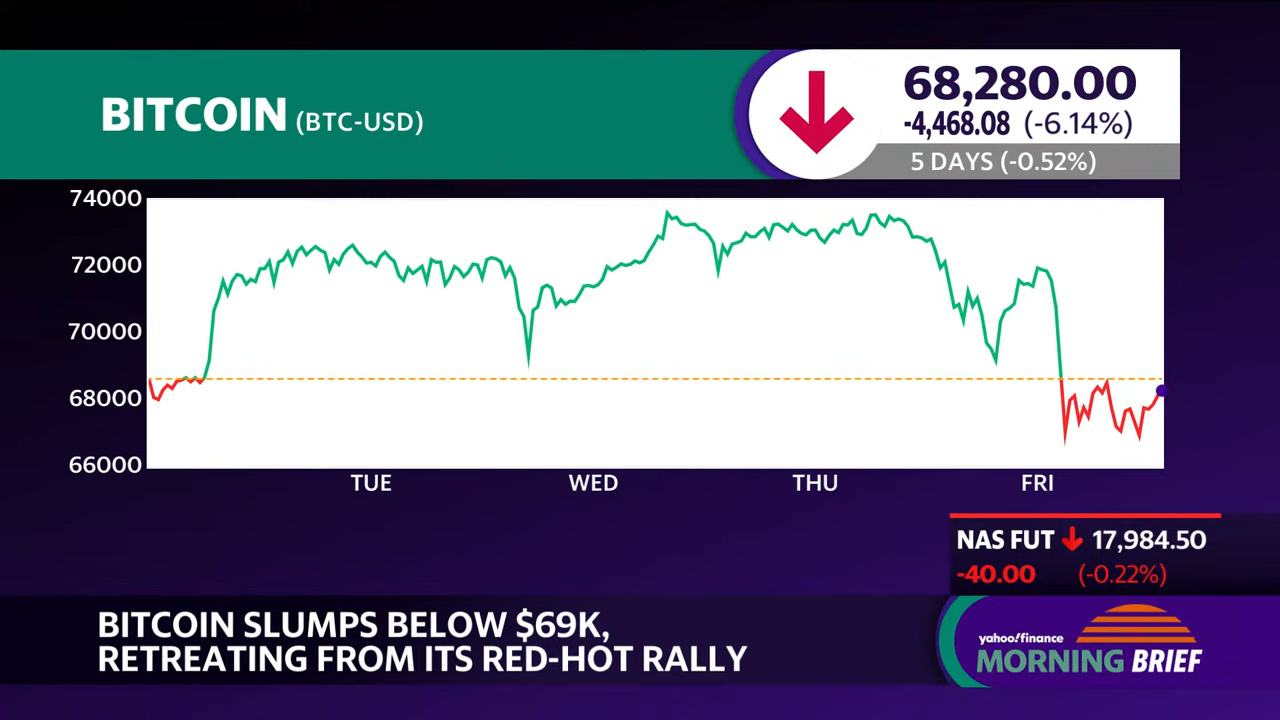 BITCOIN (BTC-USD)
68,280.00
-4,468.08 (-6.14%)
5 DAYS (-0.52%)
74000
72000
70000
68000
66000
TUE WED THU FRI
NAS FUT 17,984.50
-40.00 (-0.22%)
BITCOIN SLUMPS BELOW $69K,
RETREATING FROM ITS RED-HOT RALLY
yahoo!finance
MORNING BRIEF